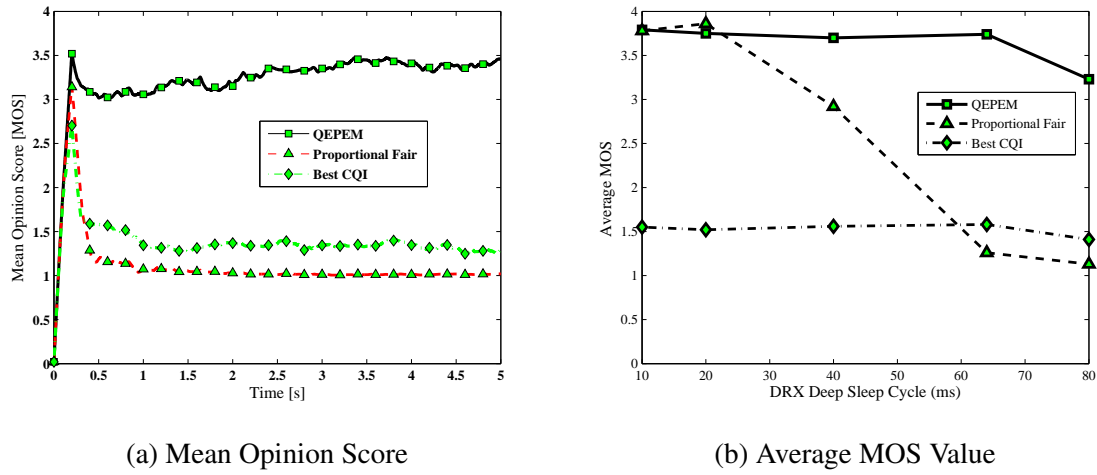 4
3.5
3
2.5
2
1.5
1
0.5
0
Mean Opinion Score [MOS]
QEPEM
Proportional Fair
Best CQI
0 0.5 1 1.5 2 2.5 3 3.5 4 4.5 5
Time [s]
(a) Mean Opinion Score
4
3.5
3
2.5
2
1.5
1
0.5
0
Average MOS
QEPEM
Proportional Fair
Best CQI
10 20 30 40 50 60 70 80
DRX Deep Sleep Cycle (ms)
(b) Average MOS Value